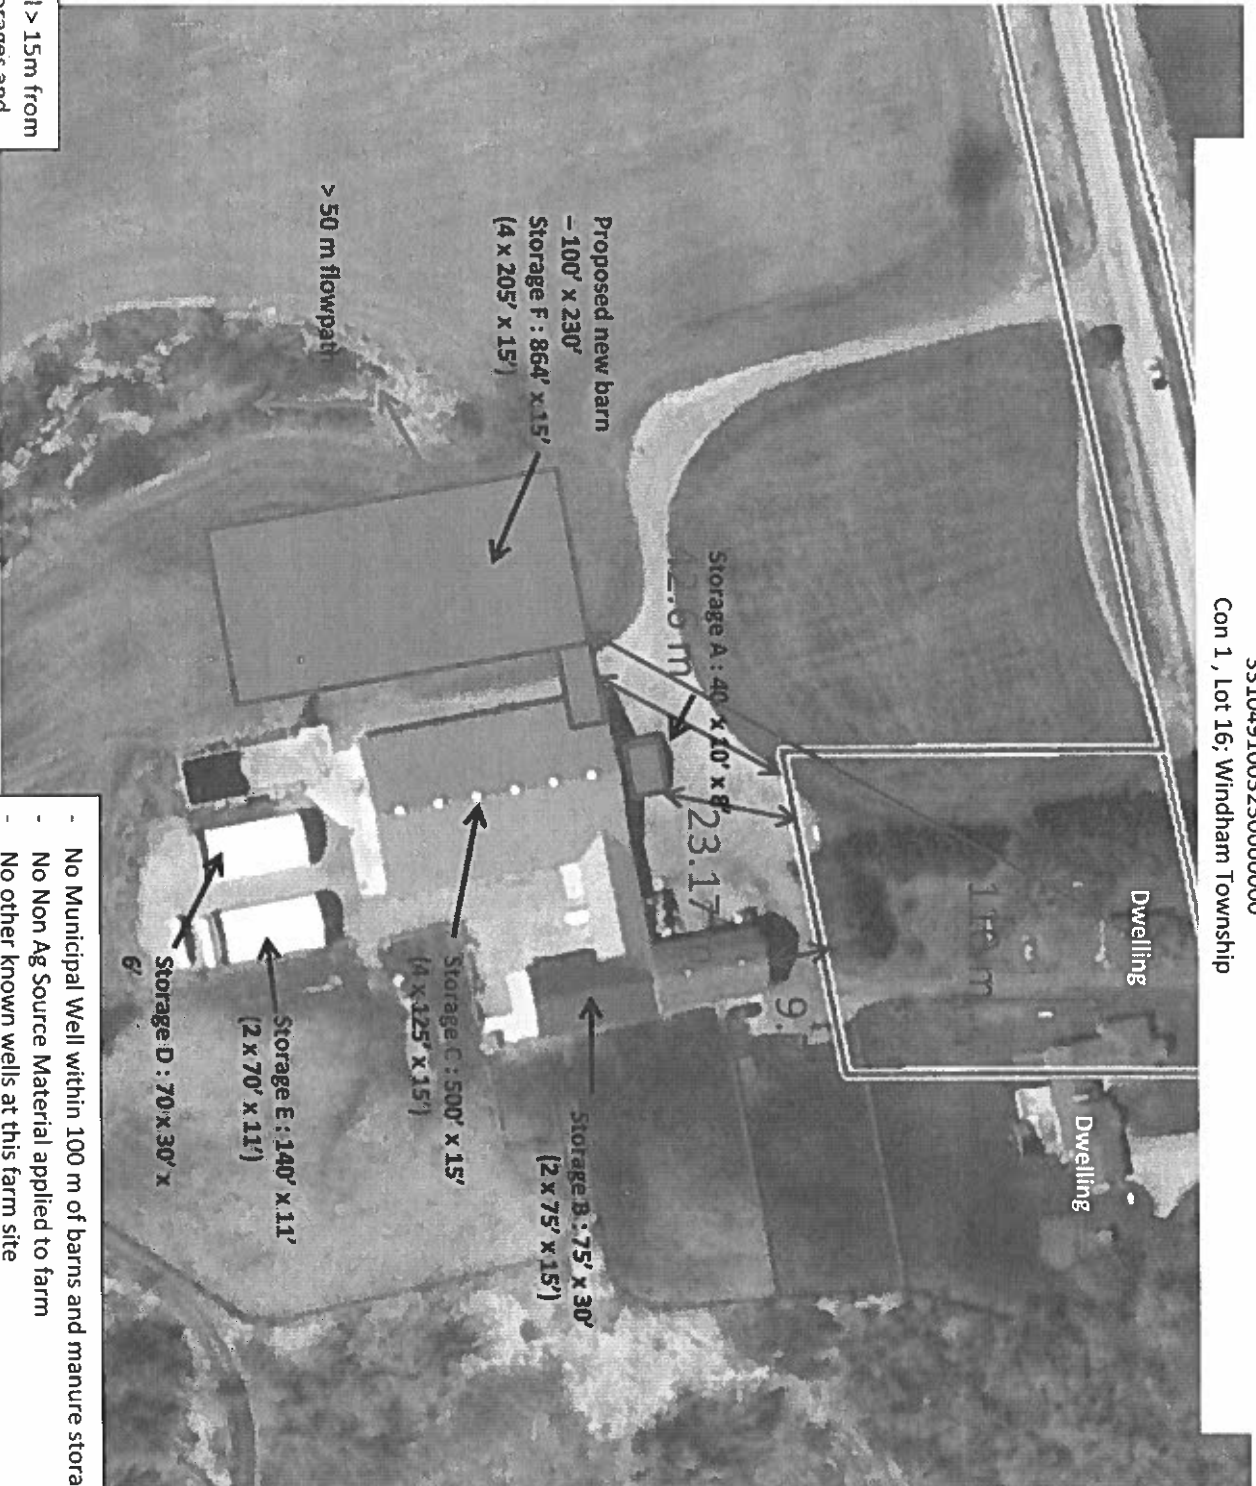 Con 1 , Lot 16; Windham Township
Dwelling
Dwelling
Proposed new barn
– 100’ x 230’
Storage F : 864’ x 15’
(4 x 205’ x 15’)
> 50 m flowpath
Storage A : 40’ x 10’ x 8’
42.6 m
23.17
9.
Storage B : 75’ x 30’
(2 x 75’ x 15’)
Storage C : 500’ x 15’
(4 x 125’ x 15’)
Storage E : 140’ x 11’
(2 x 70’ x 11’)
Storage D : 70 x 30’ x
6’
- No Municipal Well within 100 m of barns and manure stora
- No Non Ag Source Material applied to farm
- No other known wells at this farm site
> 15m from